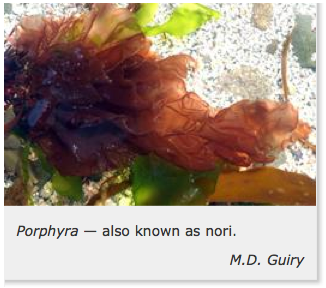 Porphyra — also known as nori.
M.D. Guiry